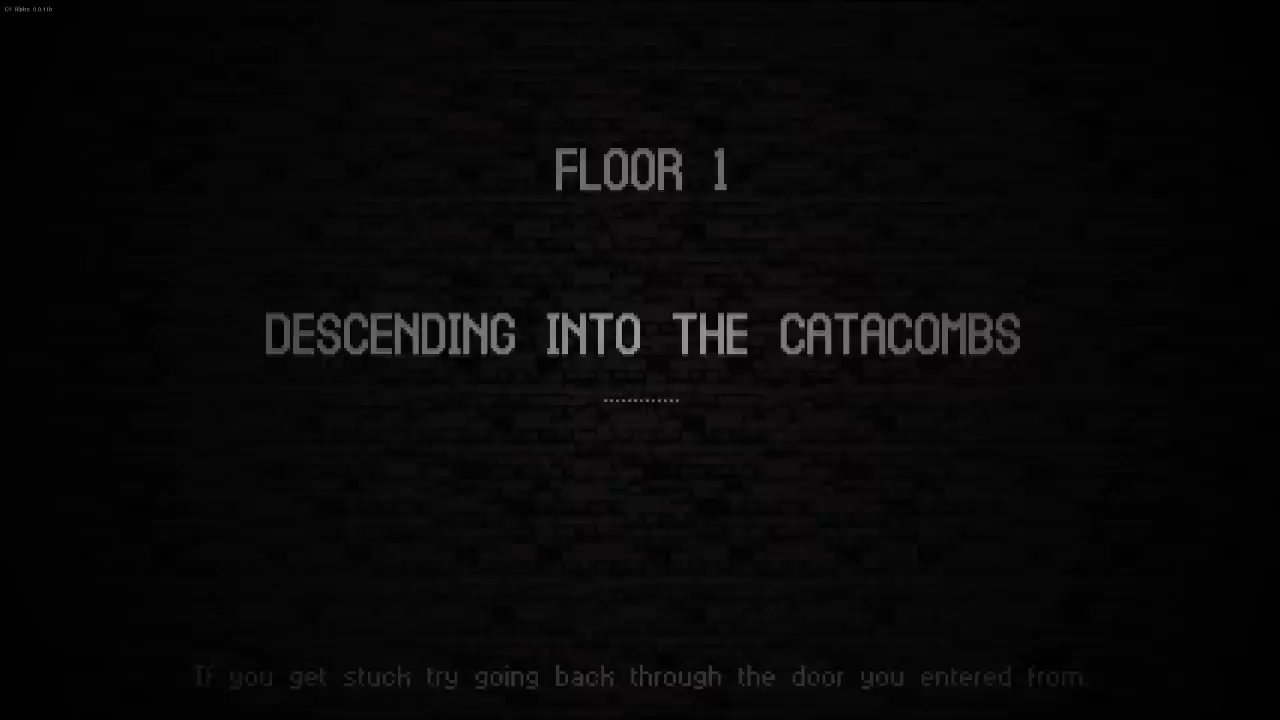 FLOOR 1
DESCENDING INTO THE CATACOMBS
.............
If you get stuck try going back through the door you entered from.